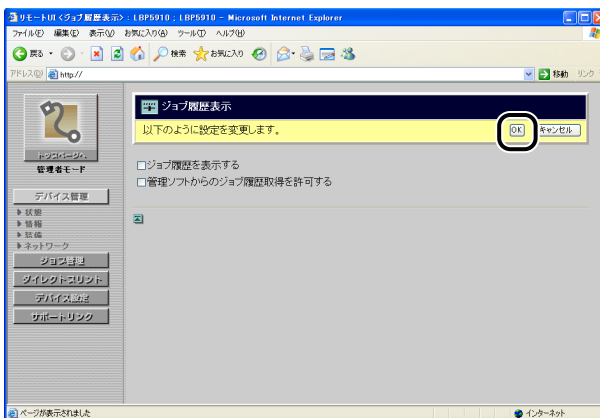 リモートUI <ジョブ履歴表示> : LBP5910 ; LBP5910 - Microsoft Internet Explorer
ファイル(F) 編集(E) 表示(V) お気に入り(A) ツール(T) ヘルプ(H)
戻る 検索 お気に入り
アドレス(D) http:// 移動 リンク
ジョブ履歴表示
以下のように設定を変更します。 OK キャンセル
トップページへ
管理者モード
ジョブ履歴を表示する
管理ソフトからのジョブ履歴取得を許可する
デバイス管理
状態
情報
装備
ネットワーク
ジョブ管理
ダイレクトプリント
デバイス設定
サポートリンク
ページが表示されました インターネット